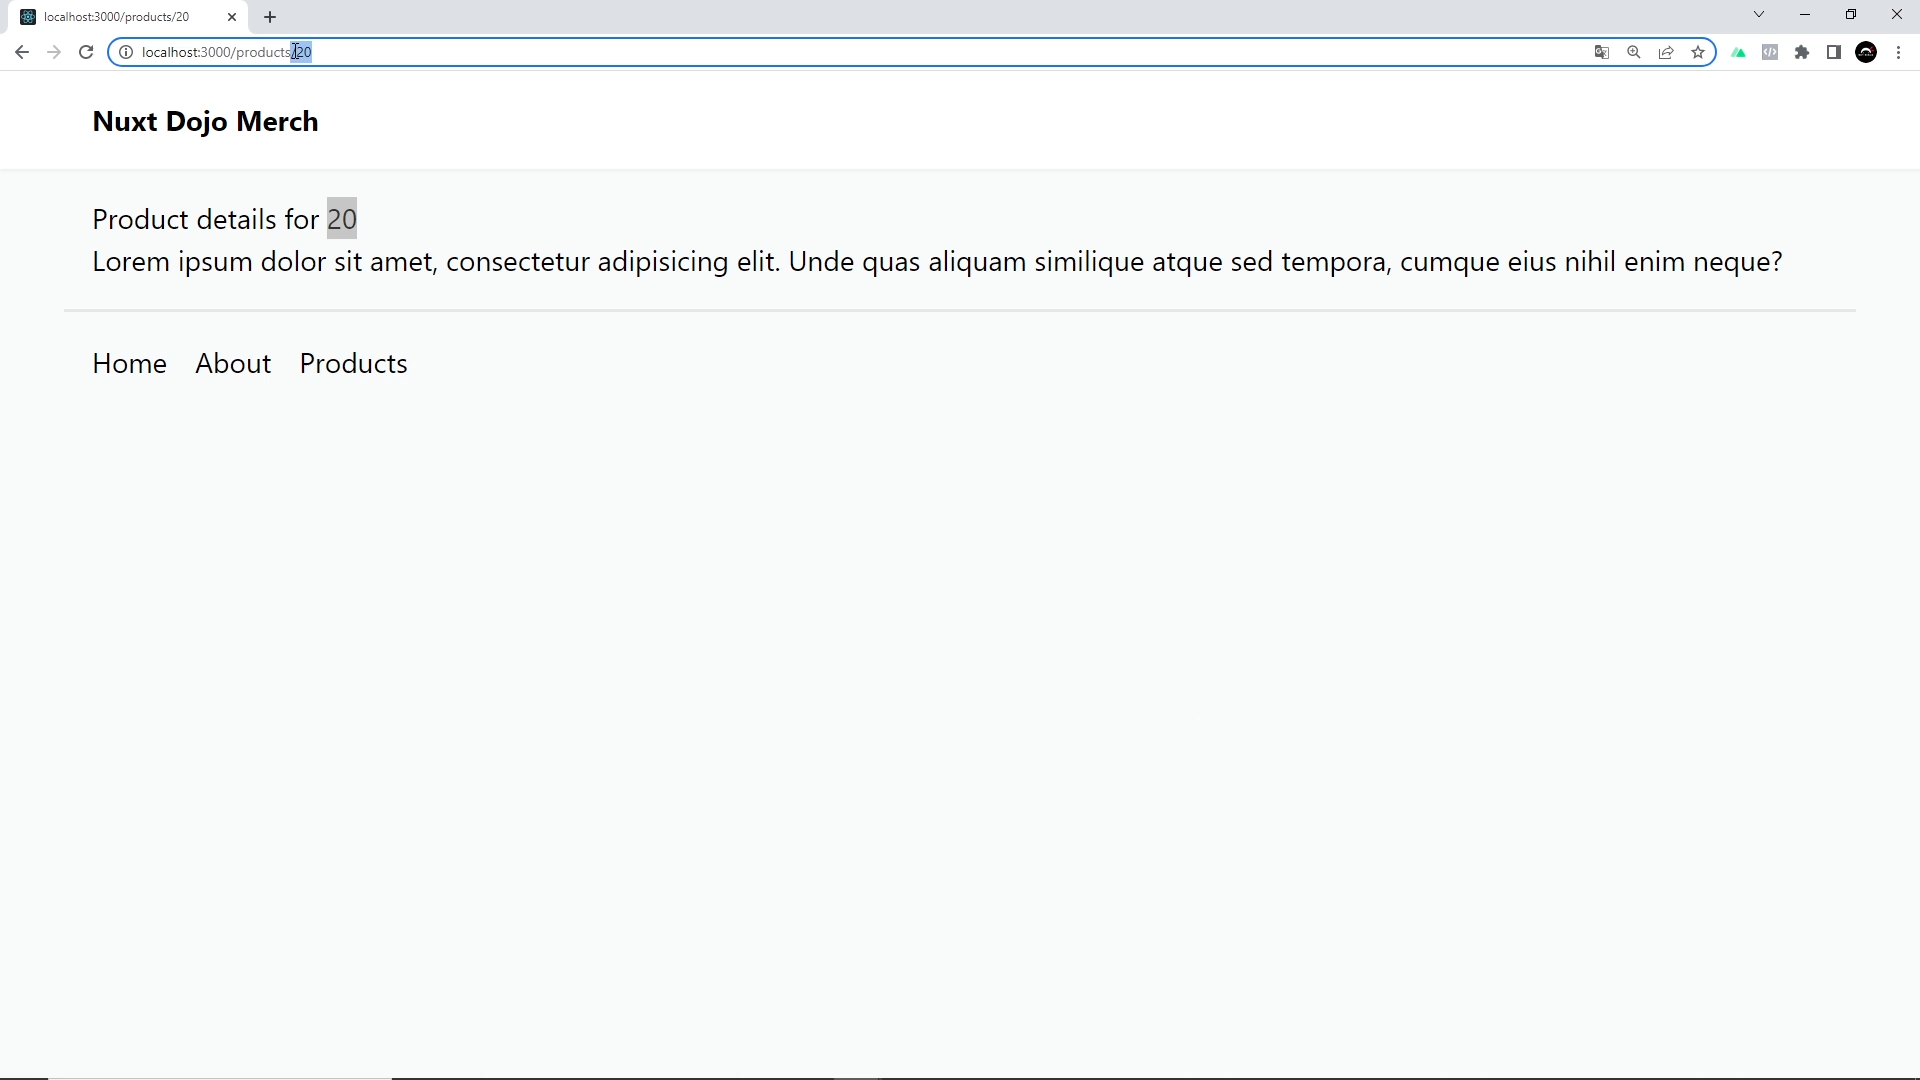 localhost:3000/products/20
localhost:3000/products/20
Nuxt Dojo Merch
Product details for 20
Lorem ipsum dolor sit amet, consectetur adipisicing elit. Unde quas aliquam similique atque sed tempora, cumque eius nihil enim neque?
Home About Products